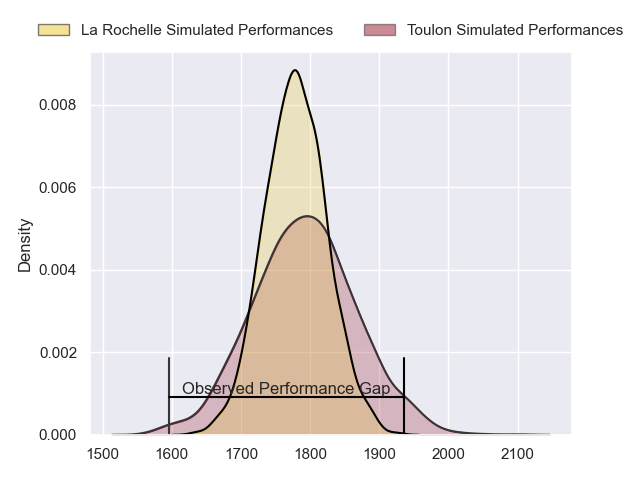 La Rochelle Simulated Performances Toulon Simulated Performances
0.008
0.006
0.004
0.002
0.000
Density
Observed Performance Gap
1500 1600 1700 1800 1900 2000 2100